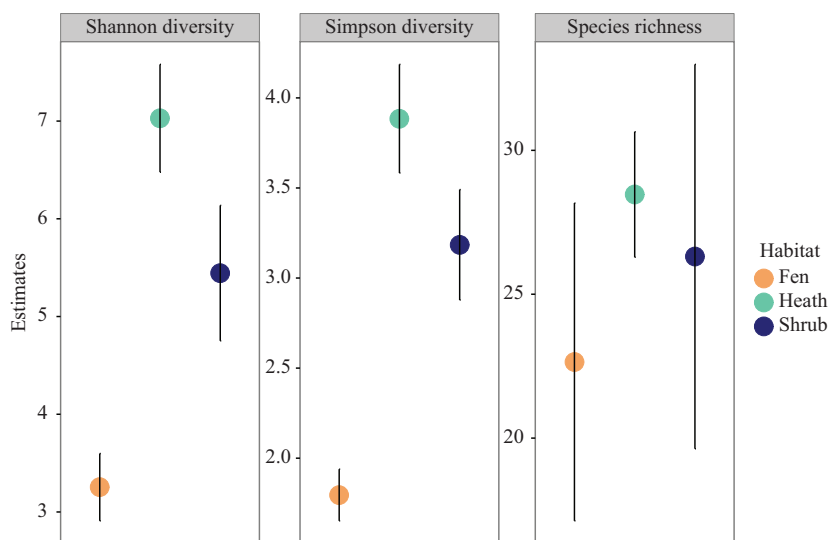 Shannon diversity
Simpson diversity
Species richness
Estimates
7
6
5
4
3
4.0
3.5
3.0
2.5
2.0
30
25
20
Habitat
Fen
Heath
Shrub